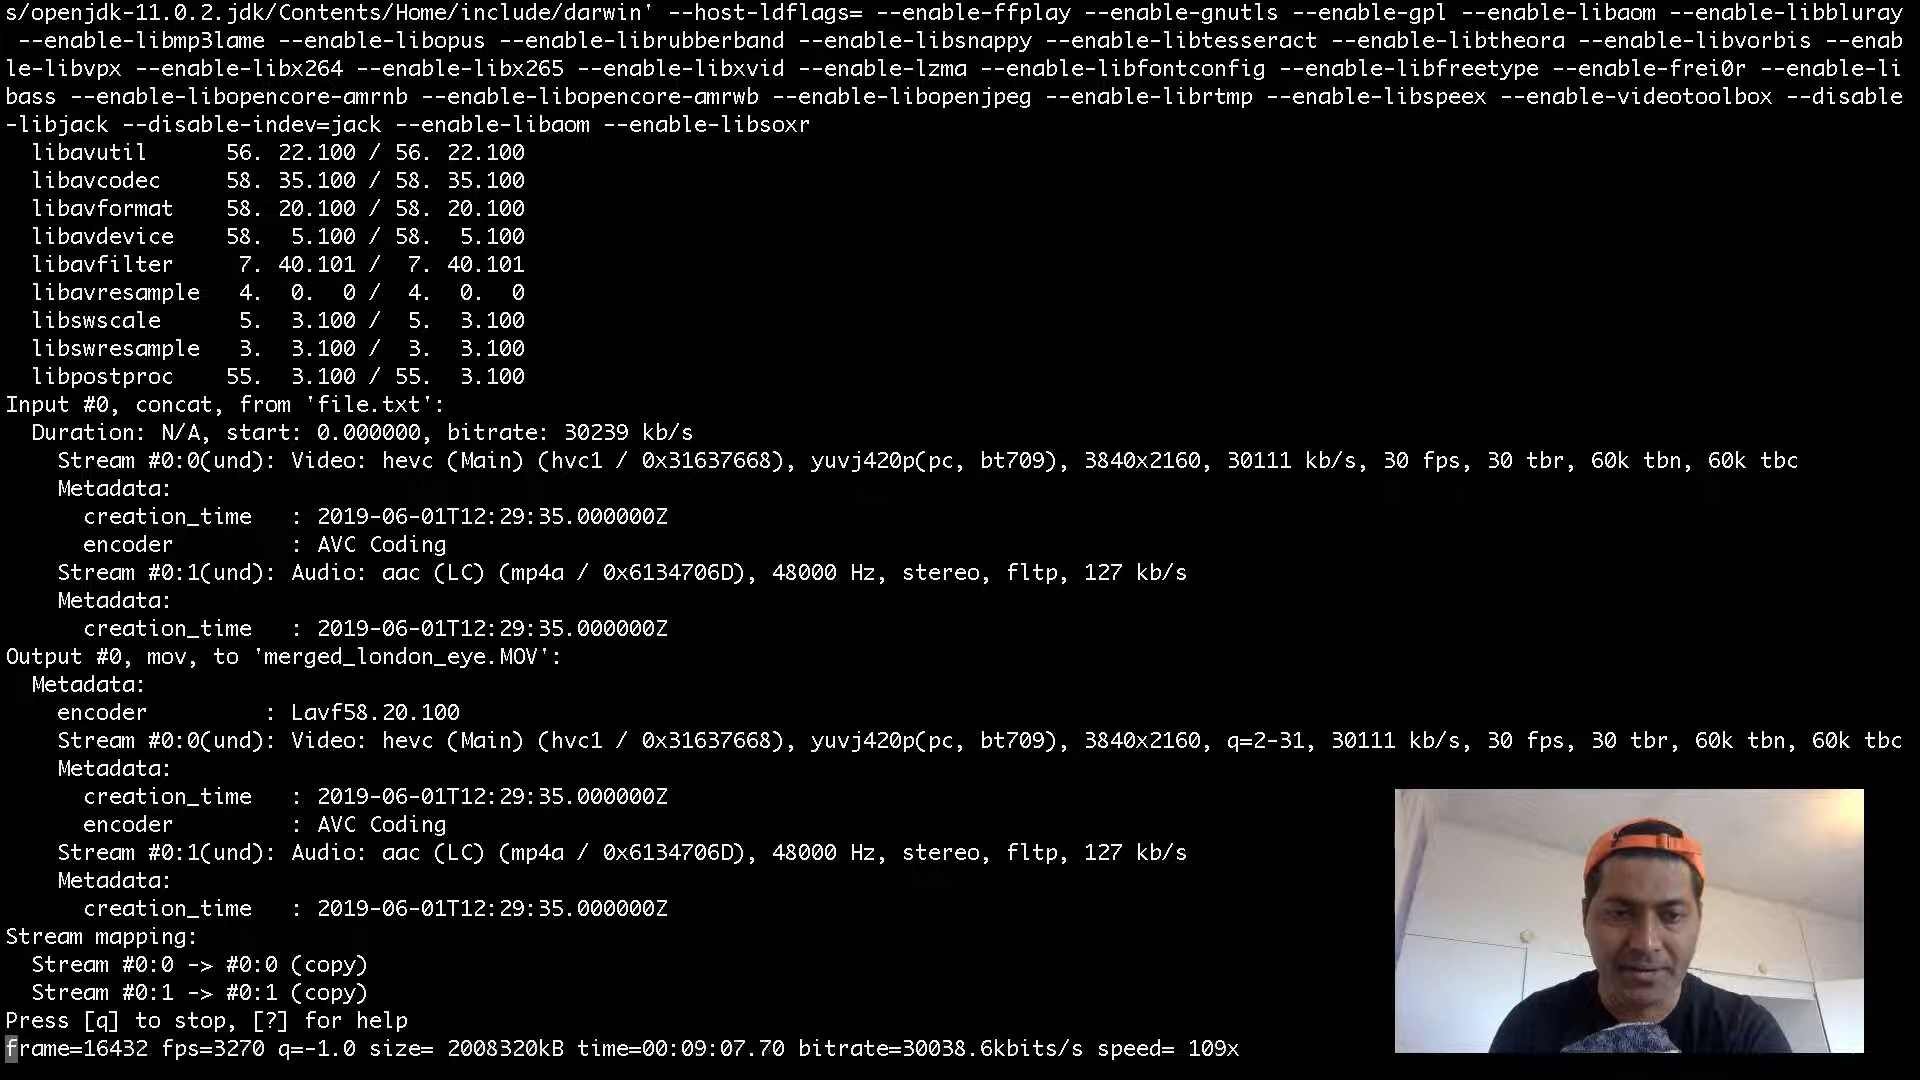 s/openjdk-11.0.2.jdk/Contents/Home/include/darwin' --host-ldflags= --enable-ffplay --enable-gnutls --enable-gpl --enable-libaom --enable-libbluray
--enable-libmp3lame --enable-libopus --enable-librubberband --enable-libsnappy --enable-libtesseract --enable-libtheora --enable-libvorbis --enab
le-libvpx --enable-libx264 --enable-libx265 --enable-libxvid --enable-lzma --enable-libfontconfig --enable-libfreetype --enable-frei0r --enable-li
bass --enable-libopencore-amrnb --enable-libopencore-amrwb --enable-libopenjpeg --enable-librtmp --enable-libspeex --enable-videotoolbox --disable
-libjack --disable-indev=jack --enable-libaom --enable-libsoxr
libavutil      56. 22.100 / 56. 22.100
libavcodec     58. 35.100 / 58. 35.100
libavformat    58. 20.100 / 58. 20.100
libavdevice    58.  5.100 / 58.  5.100
libavfilter     7. 40.101 /  7. 40.101
libavresample   4.  0.  0 /  4.  0.  0
libswscale      5.  3.100 /  5.  3.100
libswresample   3.  3.100 /  3.  3.100
libpostproc    55.  3.100 / 55.  3.100
Input #0, concat, from 'file.txt':
Duration: N/A, start: 0.000000, bitrate: 30239 kb/s
Stream #0:0(und): Video: hevc (Main) (hvc1 / 0x31637668), yuvj420p(pc, bt709), 3840x2160, 30111 kb/s, 30 fps, 30 tbr, 60k tbn, 60k tbc
Metadata:
creation_time   : 2019-06-01T12:29:35.000000Z
encoder         : AVC Coding
Stream #0:1(und): Audio: aac (LC) (mp4a / 0x6134706D), 48000 Hz, stereo, fltp, 127 kb/s
Metadata:
creation_time   : 2019-06-01T12:29:35.000000Z
Output #0, mov, to 'merged_london_eye.MOV':
Metadata:
encoder         : Lavf58.20.100
Stream #0:0(und): Video: hevc (Main) (hvc1 / 0x31637668), yuvj420p(pc, bt709), 3840x2160, q=2-31, 30111 kb/s, 30 fps, 30 tbr, 60k tbn, 60k tbc
Metadata:
creation_time   : 2019-06-01T12:29:35.000000Z
encoder         : AVC Coding
Stream #0:1(und): Audio: aac (LC) (mp4a / 0x6134706D), 48000 Hz, stereo, fltp, 127 kb/s
Metadata:
creation_time   : 2019-06-01T12:29:35.000000Z
Stream mapping:
Stream #0:0 -> #0:0 (copy)
Stream #0:1 -> #0:1 (copy)
Press [q] to stop, [?] for help
frame=16432 fps=3270 q=-1.0 size= 2008320kB time=00:09:07.70 bitrate=30038.6kbits/s speed= 109x